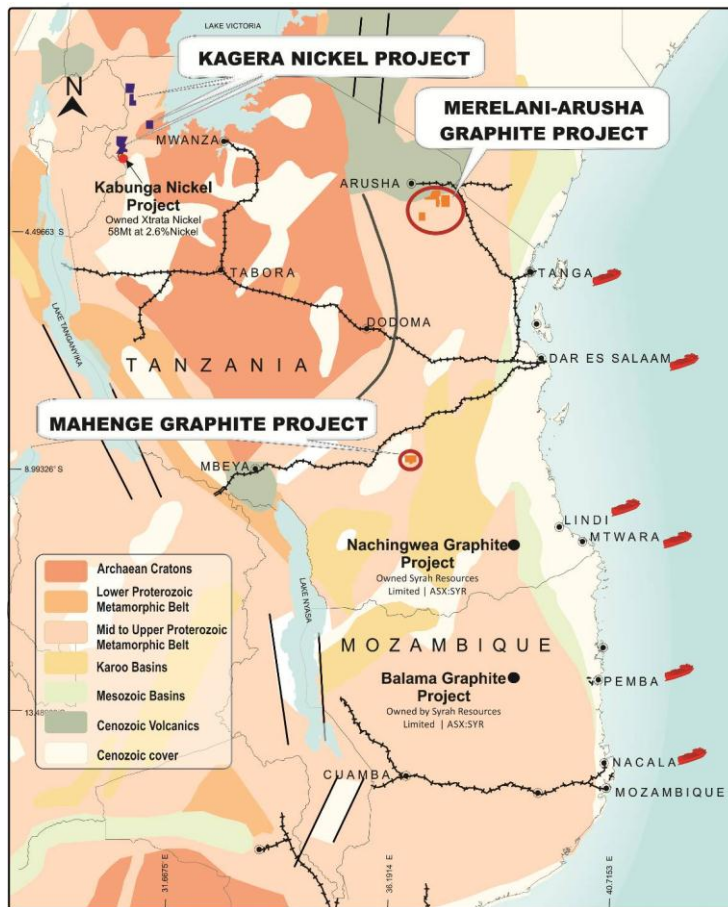 LAKE VICTORIA
KAGERA NICKEL PROJECT
N
MERELANI-ARUSHA
GRAPHITE PROJECT
MWANZA
ARUSHA
Kabunga Nickel
Project
Owned Xtrata Nickel
58Mt at 2.6%Nickel
4.49663 S
TABORA
TANGA
LAKE TANGANYIKA
DODOMA
DAR ES SALAAM
TANZANIA
MAHENGE GRAPHITE PROJECT
MBEYA
8.99326' S
LINDI
MTWARA
Nachingwea Graphite
Project
Owned Syrah Resources
Limited | ASX:SYR
LAKE NYASA
Archaean Cratons
Lower Proterozoic
Metamorphic Belt
Mid to Upper Proterozoic
Metamorphic Belt
Karoo Basins
Mesozoic Basins
Cenozoic Volcanics
Cenozoic cover
MOZAMBIQUE
Balama Graphite
Project
Owned by Syrah Resources
Limited | ASX:SYR
PEMBA
NACALA
CUAMBA
MOZAMBIQUE
31.6675' E
36.1914 E
40.7153' E